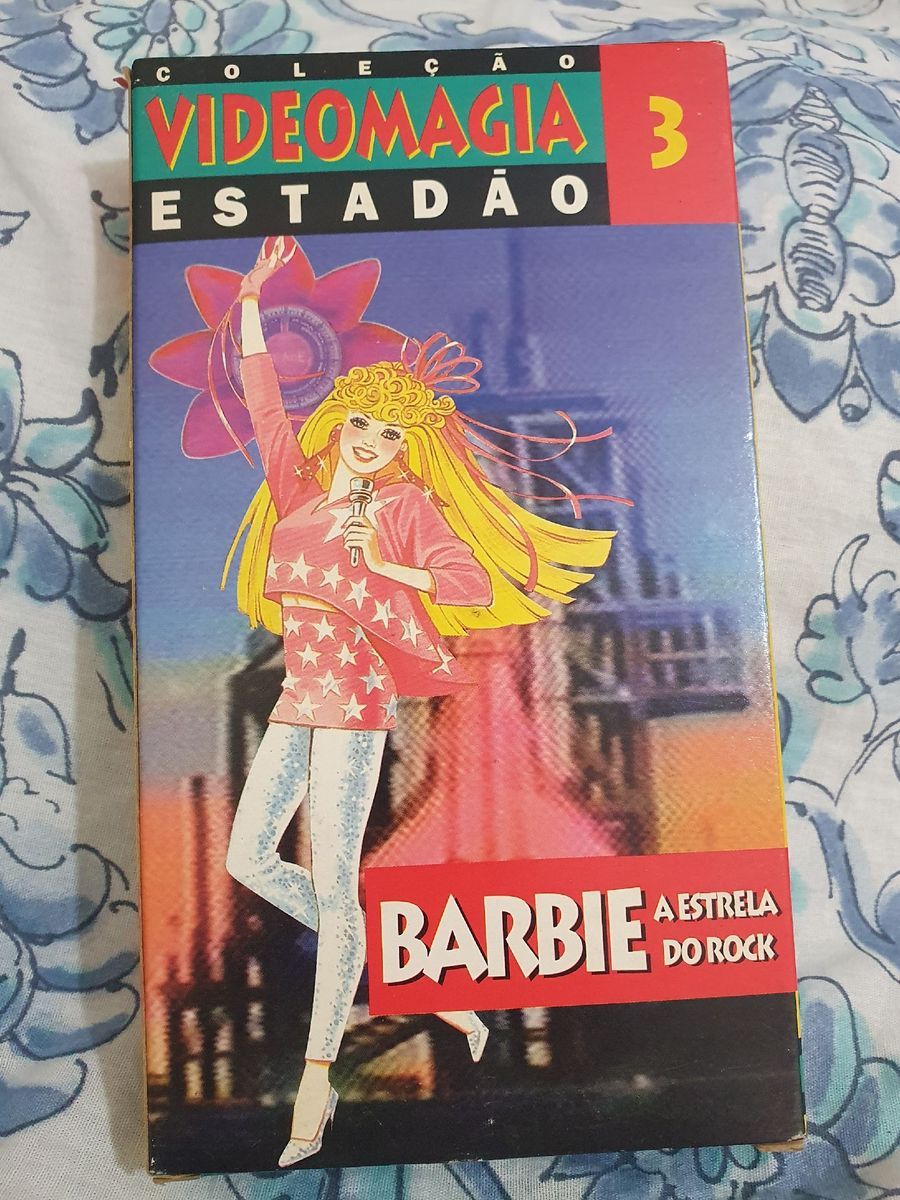 COLEÇÃO
VIDEOMAGIA
ESTADÃO
3
BARBIE A ESTRELA
DO ROCK